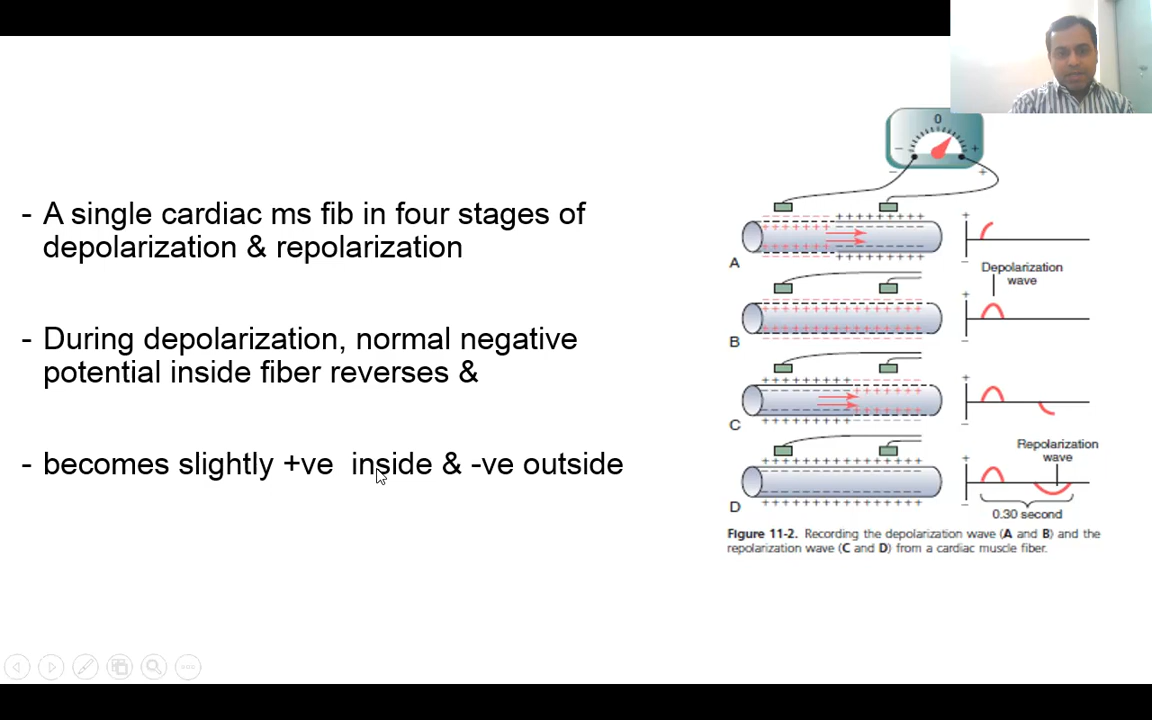 - A single cardiac ms fib in four stages of
depolarization & repolarization
- During depolarization, normal negative
potential inside fiber reverses &
- becomes slightly +ve inside & -ve outside
0
− +
− +
A
+
−
Depolarization
wave
B
+
−
C
+
−
Repolarization
wave
D
+
−
0.30 second
Figure 11-2. Recording the depolarization wave (A and B) and the
repolarization wave (C and D) from a cardiac muscle fiber.